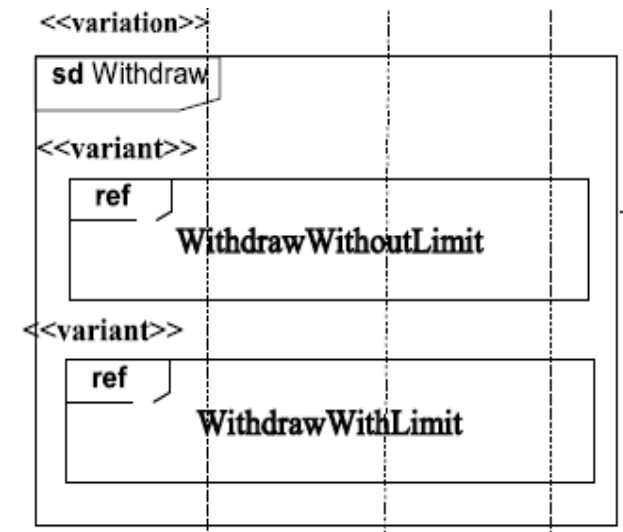 <<variation>>
sd Withdraw
<<variant>>
ref
WithdrawWithoutLimit
<<variant>>
ref
WithdrawWithLimit